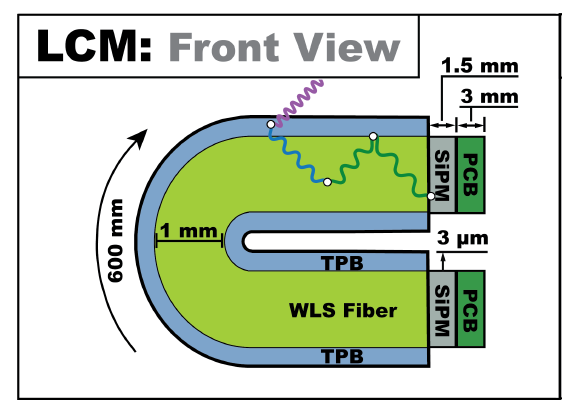 LCM: Front View
1.5 mm
3 mm
SiPM
PCB
600 mm
1 mm
3 µm
TPB
SiPM
PCB
WLS Fiber
TPB